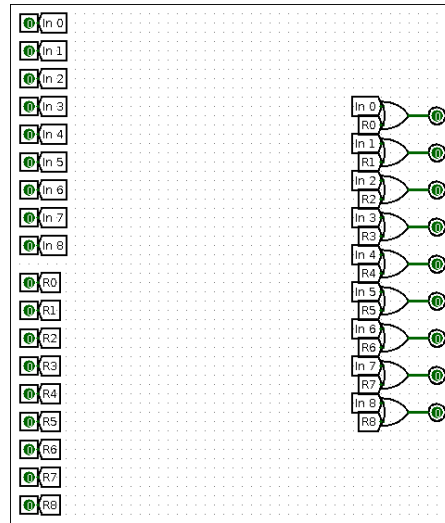 In 0
In 1
In 2
In 3
In 4
In 5
In 6
In 7
In 8
R0
R1
R2
R3
R4
R5
R6
R7
R8
In 0
R0
In 1
R1
In 2
R2
In 3
R3
In 4
R4
In 5
R5
In 6
R6
In 7
R7
In 8
R8